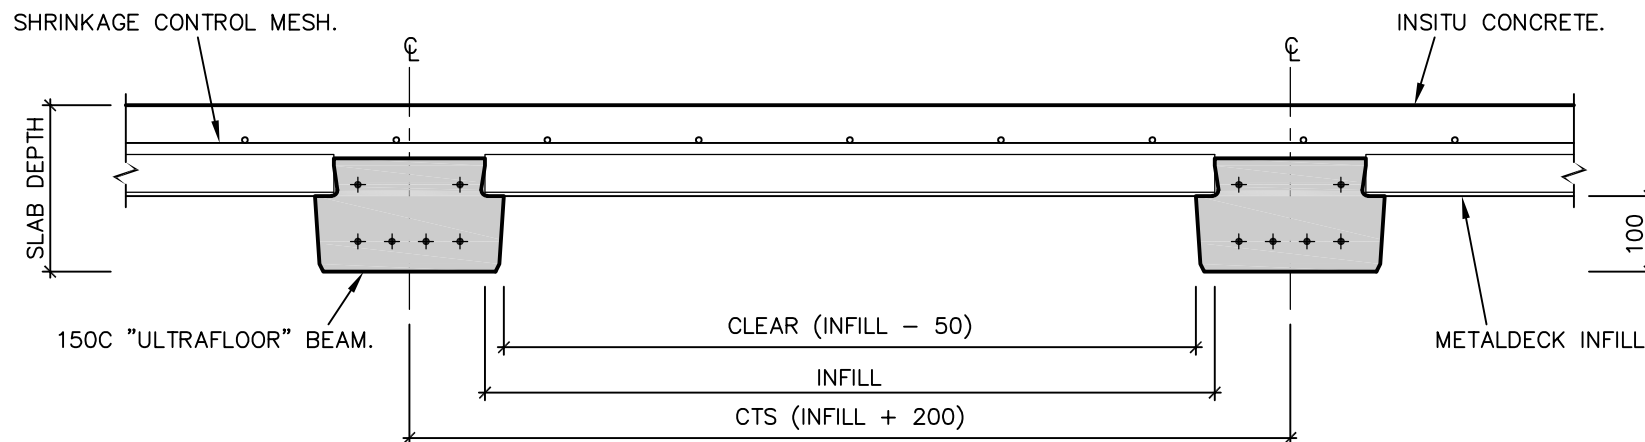 SHRINKAGE CONTROL MESH.
INSITU CONCRETE.
℄
℄
SLAB DEPTH
100
150C "ULTRAFLOOR" BEAM.
CLEAR (INFILL - 50)
METALDECK INFILL
INFILL
CTS (INFILL + 200)